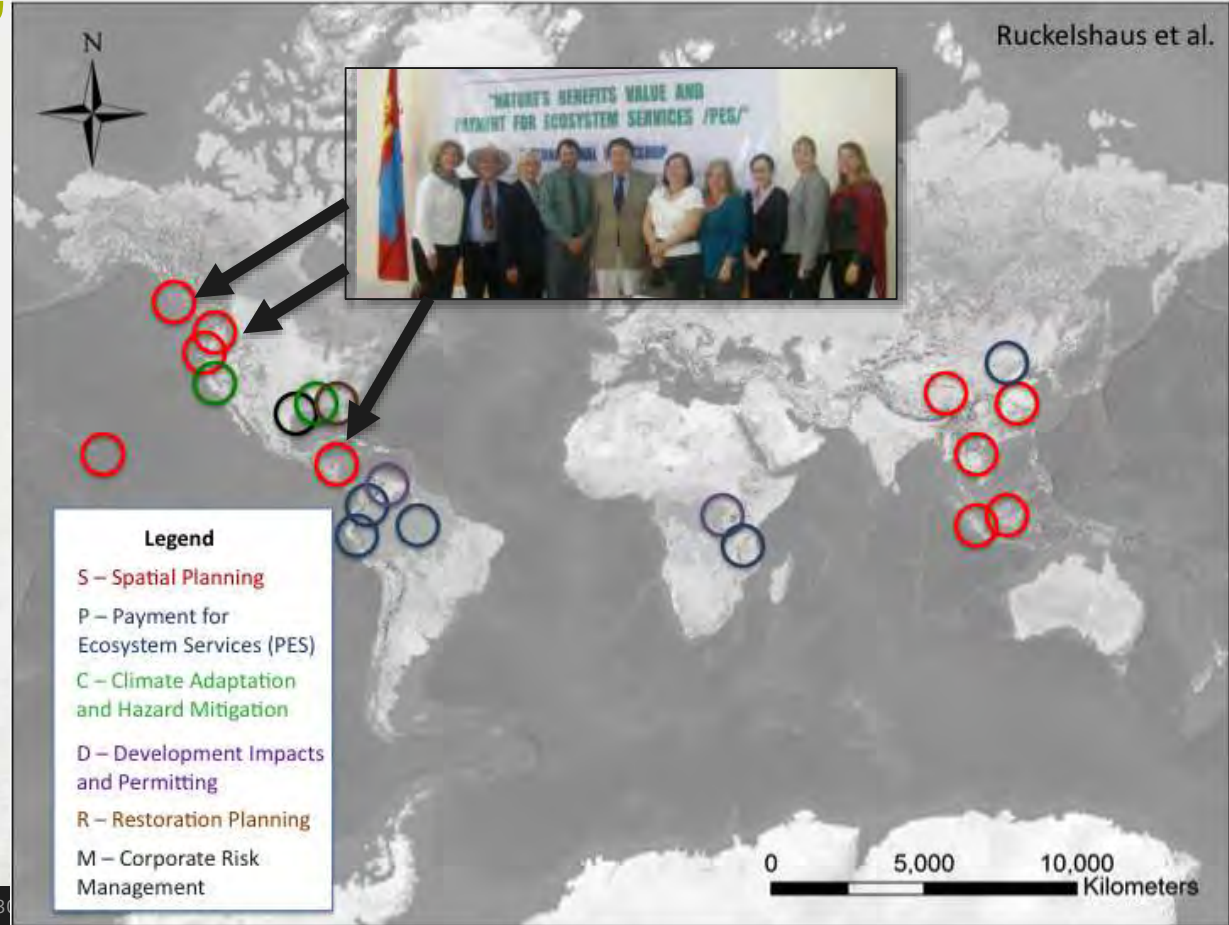 Ruckelshaus et al.
N
"NATURE'S BENEFITS VALUE AND
PAYMENT FOR ECOSYSTEM SERVICES /PES/"
Legend
S – Spatial Planning
P – Payment for
Ecosystem Services (PES)
C – Climate Adaptation
and Hazard Mitigation
D – Development Impacts
and Permitting
R – Restoration Planning
M – Corporate Risk
Management
0 5,000 10,000
Kilometers